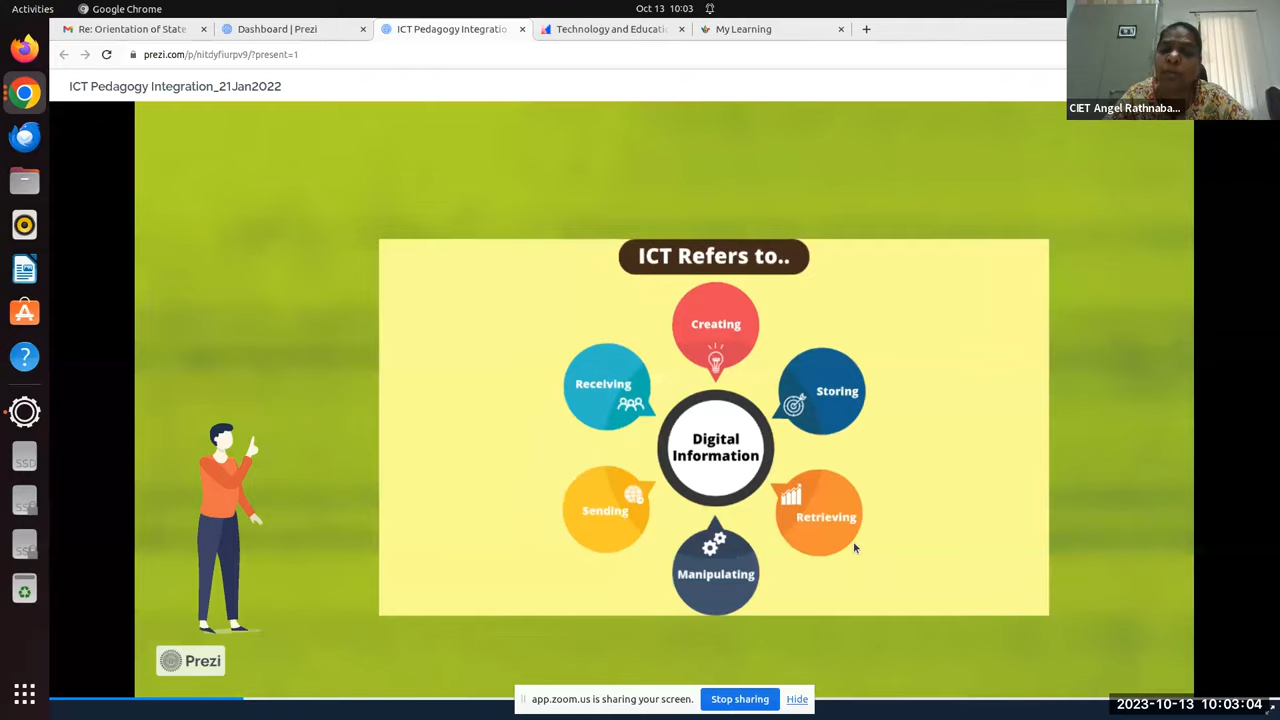 Activities
Google Chrome
Oct 13 10:03
Re: Orientation of State
Dashboard | Prezi
ICT Pedagogy Integratio
Technology and Educatio
My Learning
prezi.com/p/nitdyfiurpv9/?present=1
ICT Pedagogy Integration_21Jan2022
CIET Angel Rathnaba...
ICT Refers to..
Creating
Receiving
Storing
Digital
Information
Sending
Retrieving
Manipulating
Prezi
app.zoom.us is sharing your screen.
Stop sharing
Hide
2023-10-13 10:03:04
SSD